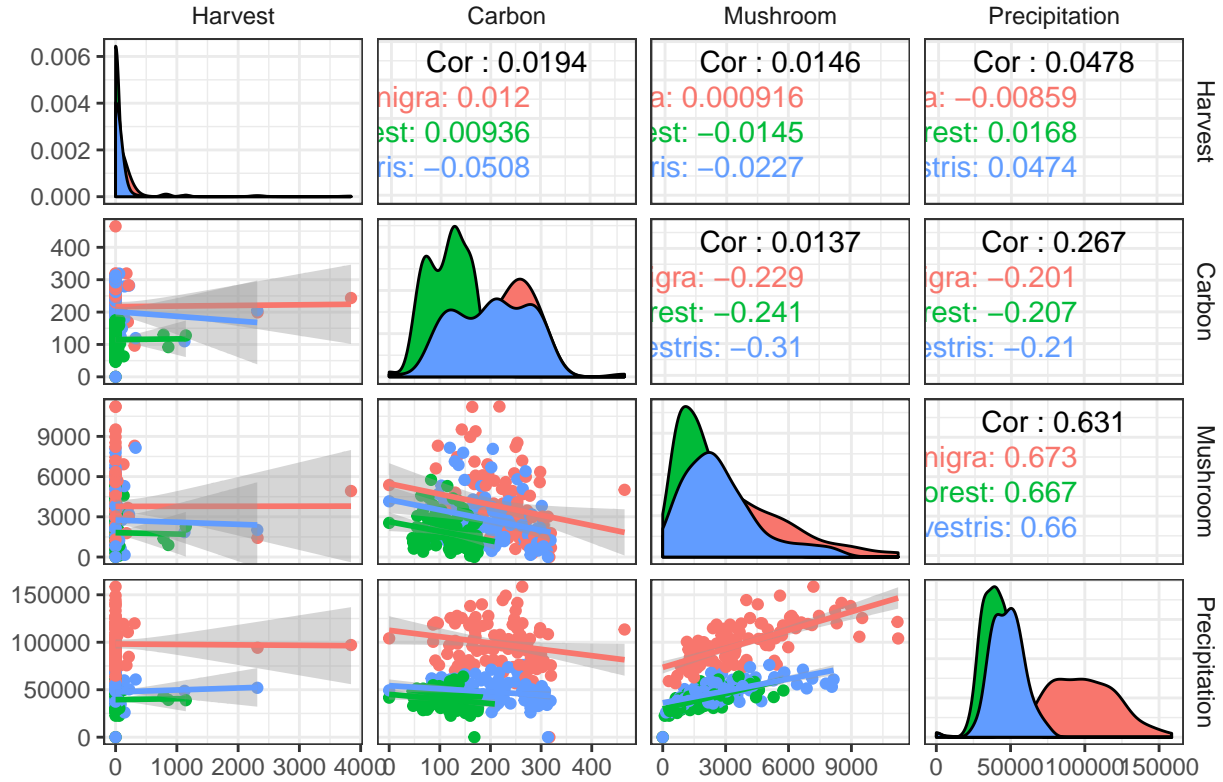 Harvest Carbon Mushroom Precipitation
0.006
0.004
0.002
0.000
Cor : 0.0194
nigra: 0.012
est: 0.00936
ris: −0.0508
Cor : 0.0146
a: 0.000916
est: −0.0145
ris: −0.0227
Cor : 0.0478
a: −0.00859
rest: 0.0168
stris: 0.0474
Harvest
400
300
200
100
0
Cor : 0.0137
igra: −0.229
rest: −0.241
estris: −0.31
Cor : 0.267
igra: −0.201
rest: −0.207
estris: −0.21
Carbon
9000
6000
3000
0
Cor : 0.631
nigra: 0.673
orest: 0.667
vestris: 0.66
Mushroom
150000
100000
50000
0
Precipitation
0 1000 2000 3000 4000
0 100 200 300 400
0 3000 6000 9000
0 50000 100000 150000